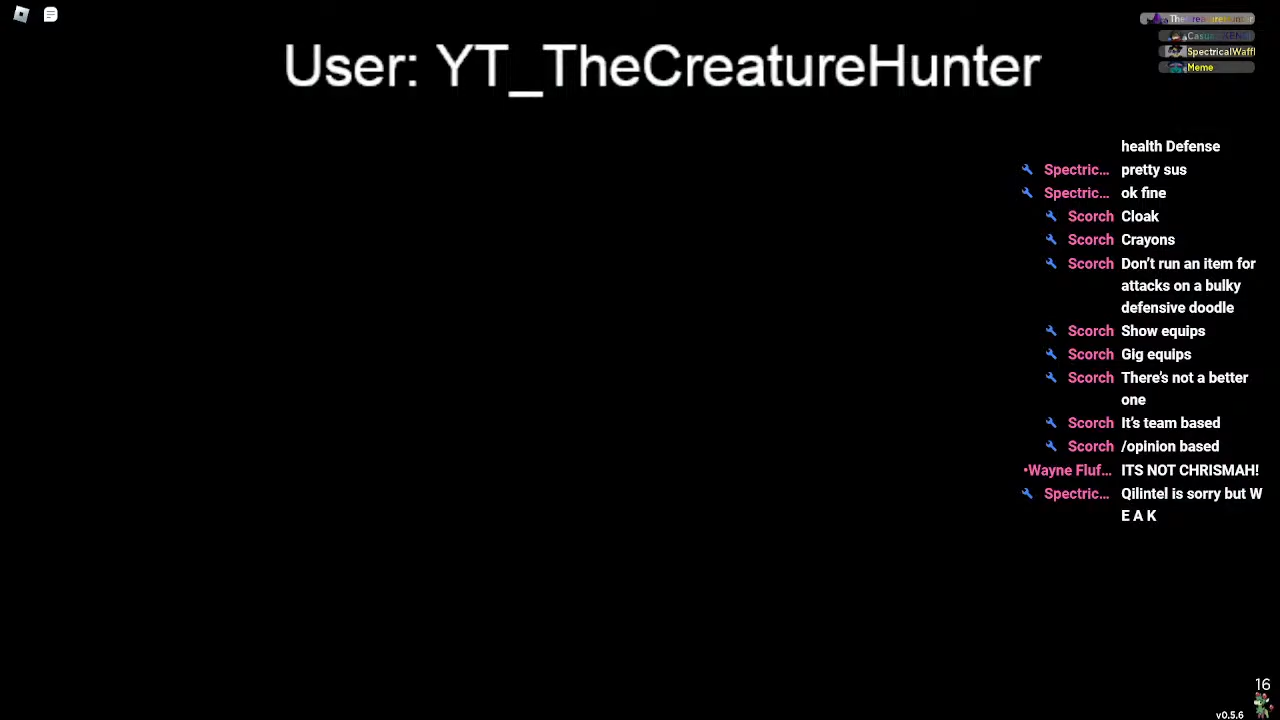 User: YT_TheCreatureHunter
TheCreatureHunter
SpectricalWaffl
Meme
health Defense
Spectric... pretty sus
Spectric... ok fine
Scorch Cloak
Scorch Crayons
Scorch Don't run an item for
attacks on a bulky
defensive doodle
Scorch Show equips
Scorch Gig equips
Scorch There's not a better
one
Scorch It's team based
Scorch /opinion based
•Wayne Fluf... ITS NOT CHRISMAH!
Spectric... Qilintel is sorry but W
E A K
16
v0.5.6